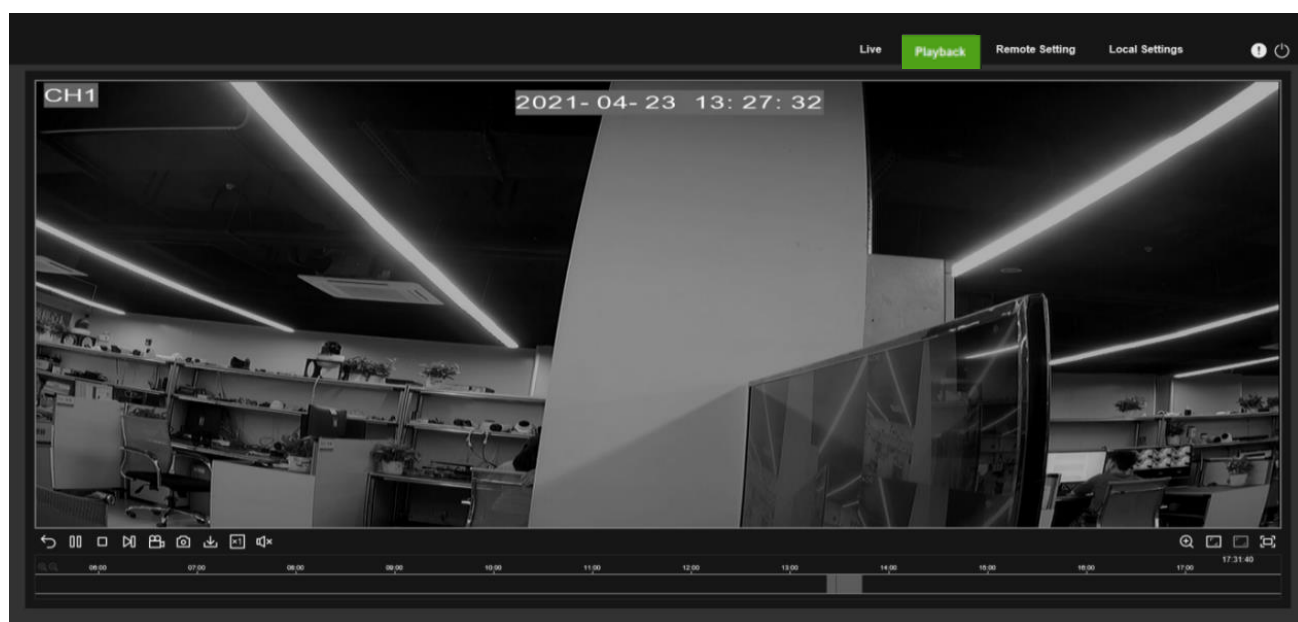 Live Playback Remote Setting Local Settings
CH1
2021-04-23 13:27:32
×1
17:31:40
06:00 07:00 08:00 09:00 10:00 11:00 12:00 13:00 14:00 15:00 16:00 17:00